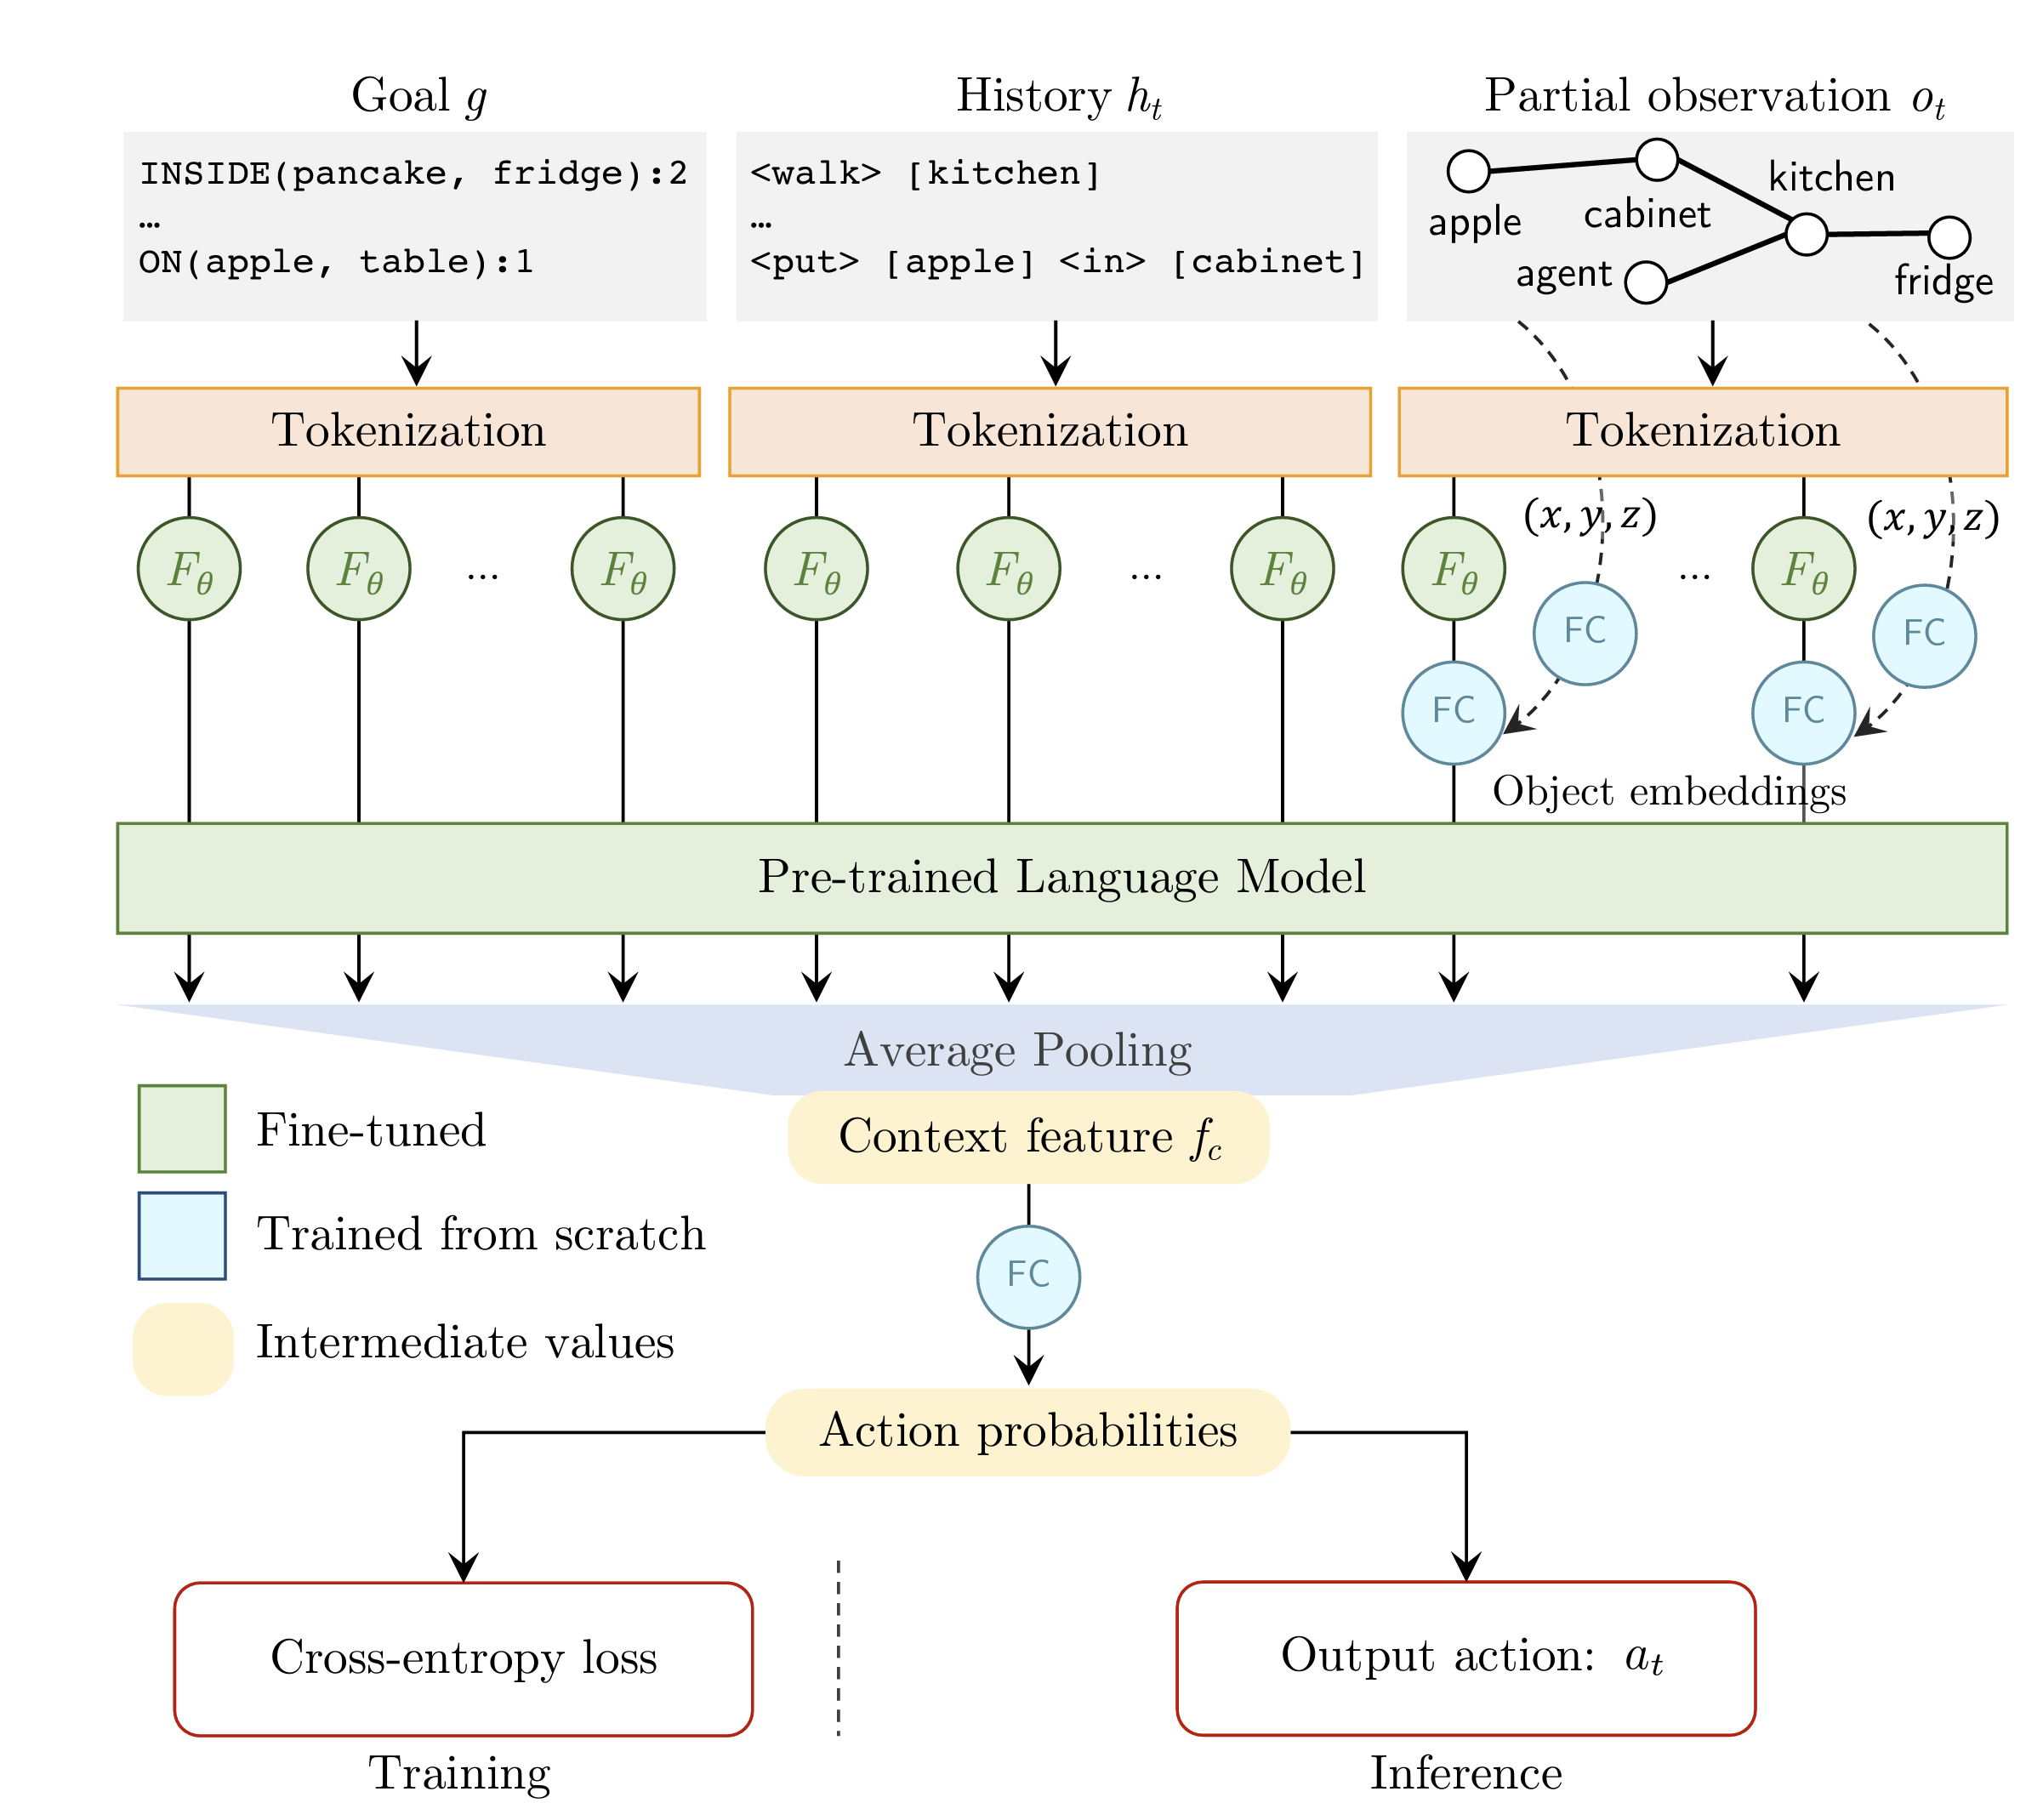 Goal g
History hₜ
Partial observation oₜ
INSIDE(pancake, fridge):2
…
ON(apple, table):1
<walk> [kitchen]
…
<put> [apple] <in> [cabinet]
apple
cabinet
kitchen
agent
fridge
Tokenization
Tokenization
Tokenization
(x, y, z)
(x, y, z)
F_θ
F_θ
...
F_θ
F_θ
F_θ
...
F_θ
F_θ
...
F_θ
FC
FC
FC
FC
Object embeddings
Pre-trained Language Model
Average Pooling
Context feature f_c
Fine-tuned
Trained from scratch
FC
Intermediate values
Action probabilities
Cross-entropy loss
Output action: aₜ
Training
Inference